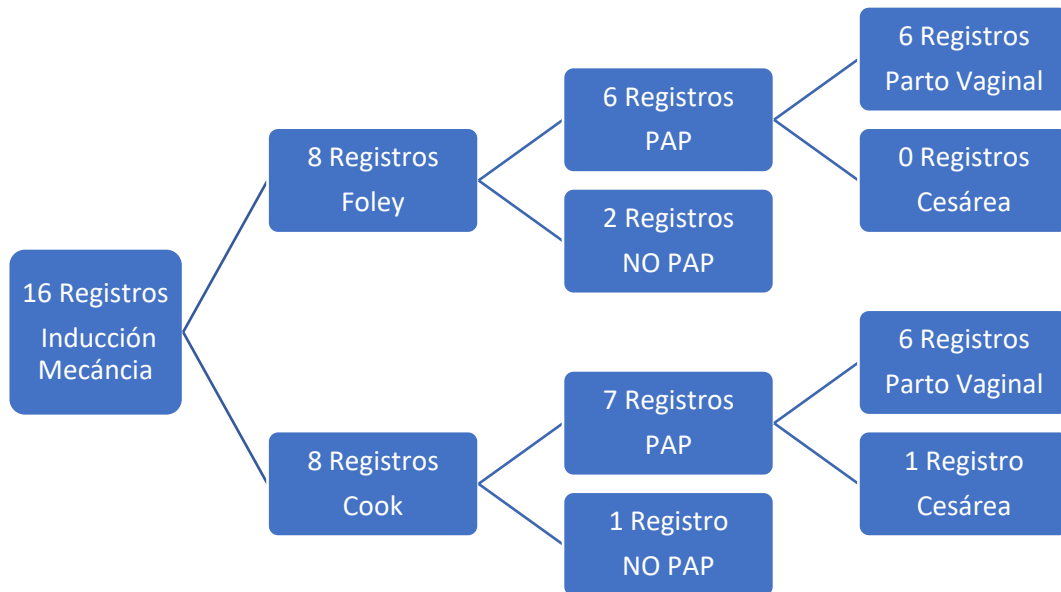 16 Registros
Inducción
Mecáncia
8 Registros
Foley
6 Registros
PAP
6 Registros
Parto Vaginal
0 Registros
Cesárea
2 Registros
NO PAP
8 Registros
Cook
7 Registros
PAP
6 Registros
Parto Vaginal
1 Registro
Cesárea
1 Registro
NO PAP